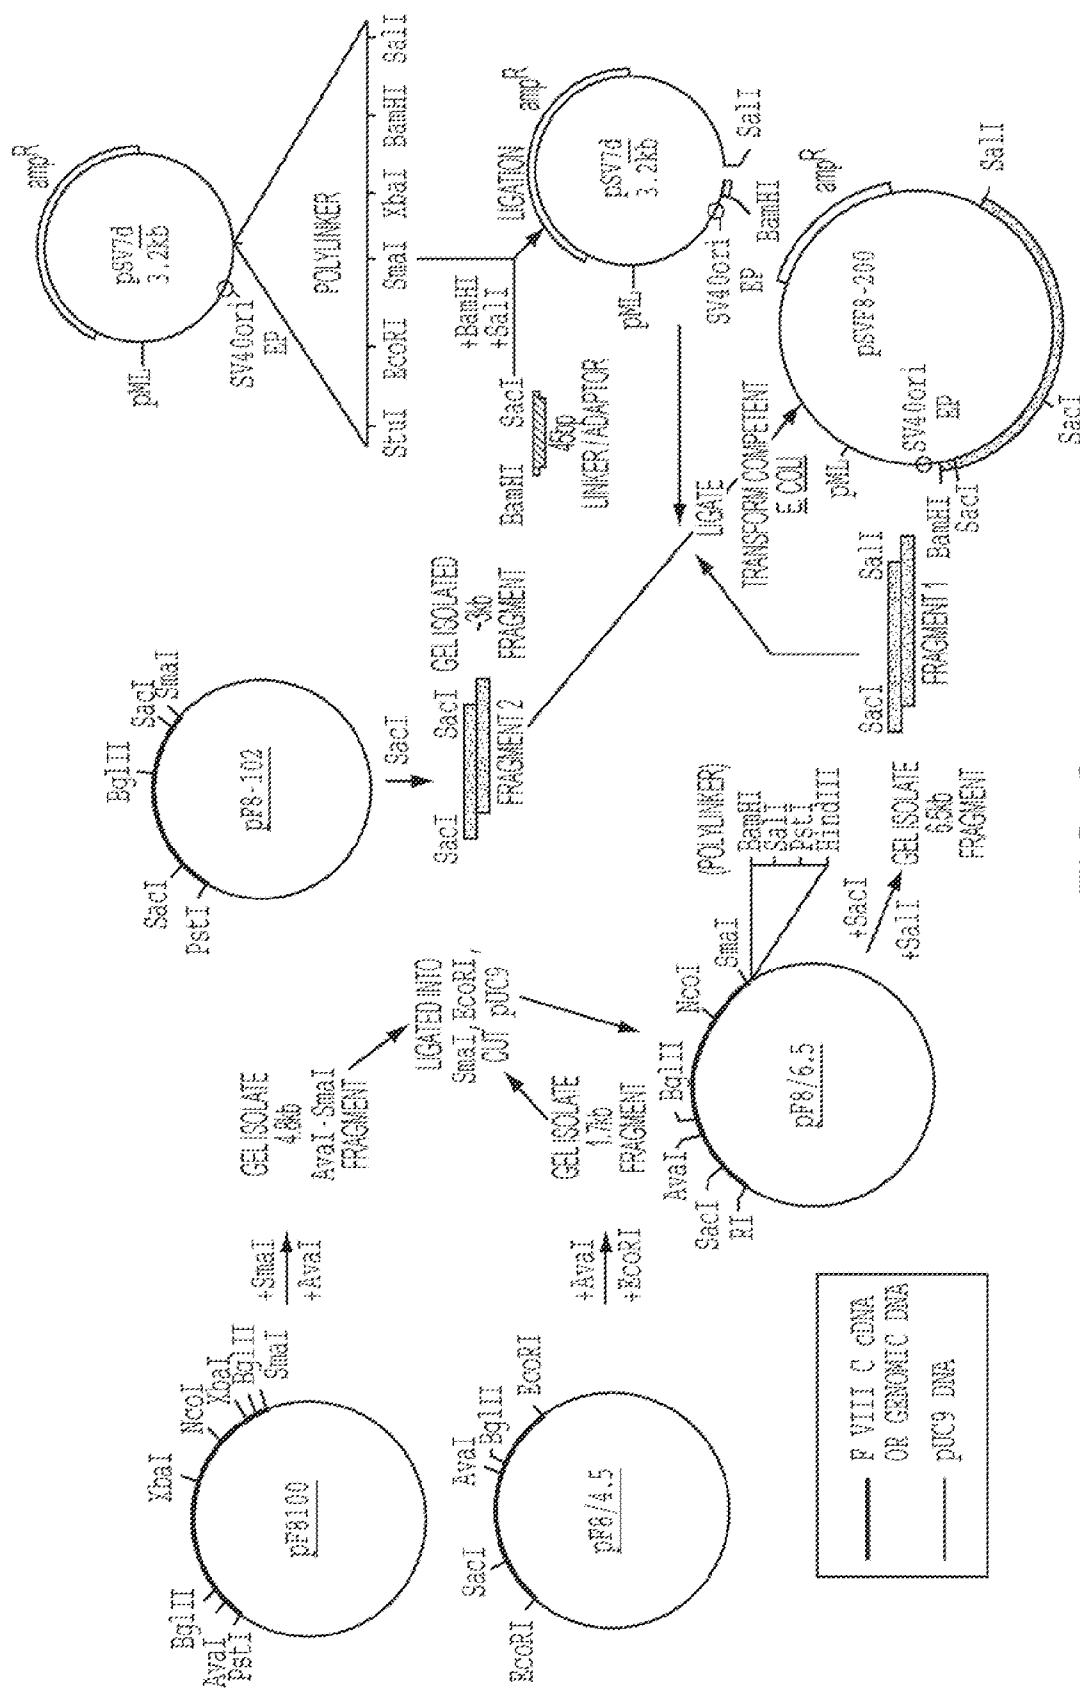 pF8100
PstI
AvaI
BglII
XbaI
NcoI
XbaI
BglII
SmaI
+SmaI
+AvaI
GEL ISOLATE
4.8kb
AvaI-SmaI
FRAGMENT
pF8/4.5
EcoRI
SacI
AvaI
BglII
EcoRI
+AvaI
+EcoRI
GEL ISOLATE
1.7kb
FRAGMENT
LIGATED INTO
SmaI, EcoRI,
CUT pUC9
F VIII C cDNA
OR GENOMIC DNA
pUC9 DNA
pF8/6.5
RI
SacI
AvaI
BglII
NcoI
SmaI
(POLYLINKER)
BamHI
SalI
PstI
HindIII
+SacI
+SalI
GEL ISOLATE
6.5kb
FRAGMENT
SacI
SalI
FRAGMENT 1
pF8-102
PstI
SacI
BglII
SacI
SmaI
SacI
SacI
SacI
GEL ISOLATED
~3kb
FRAGMENT
FRAGMENT 2
pSV7d
3.2kb
ampR
pML
SV40ori
EP
POLYLINKER
StuI EcoRI SmaI XbaI BamHI SalI
BamHI SacI
LINKER/ADAPTOR
+BamHI
+SalI
LIGATION
pSV7d
3.2kb
ampR
pML
SV40ori
EP
BamHI
SalI
LIGATE
TRANSFORM COMPETENT
E. COLI
pSVF8-200
ampR
pML
SV40ori
EP
BamHI
SacI
SacI
SalI